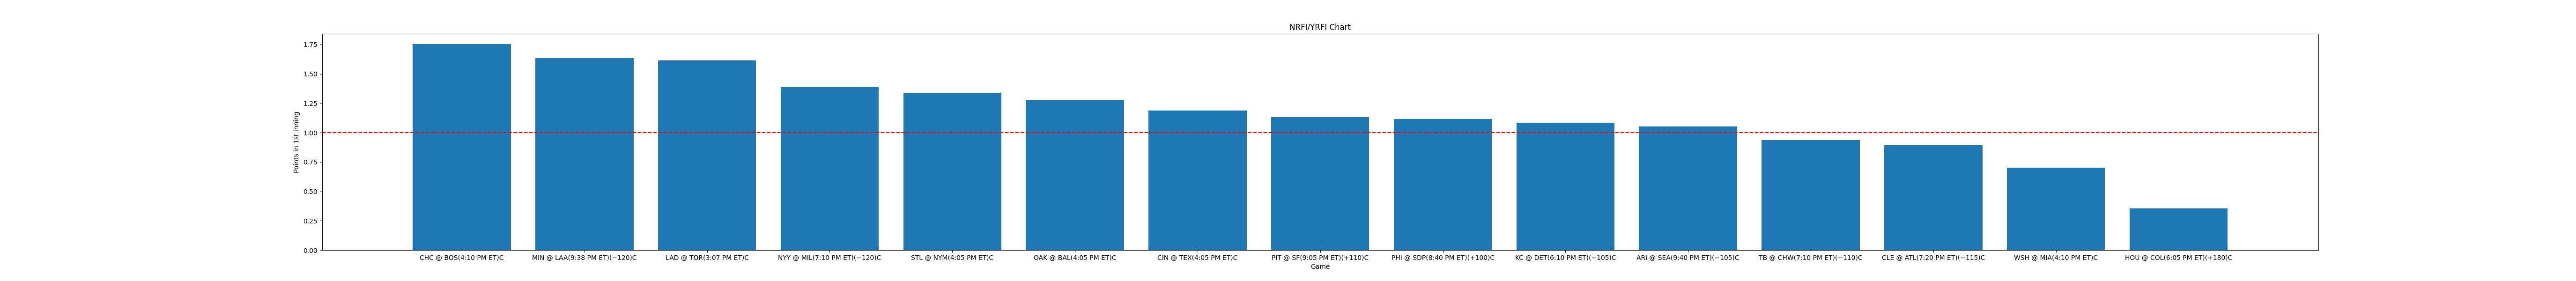 NRFI/YRFI Chart
Points in 1st inning
1.75
1.50
1.25
1.00
0.75
0.50
0.25
0.00
CHC @ BOS(4:10 PM ET)C
MIN @ LAA(9:38 PM ET)(−120)C
LAD @ TOR(3:07 PM ET)C
NYY @ MIL(7:10 PM ET)(−120)C
STL @ NYM(4:05 PM ET)C
OAK @ BAL(4:05 PM ET)C
CIN @ TEX(4:05 PM ET)C
PIT @ SF(9:05 PM ET)(+110)C
PHI @ SDP(8:40 PM ET)(+100)C
KC @ DET(6:10 PM ET)(−105)C
ARI @ SEA(9:40 PM ET)(−105)C
TB @ CHW(7:10 PM ET)(−110)C
CLE @ ATL(7:20 PM ET)(−115)C
WSH @ MIA(4:10 PM ET)C
HOU @ COL(6:05 PM ET)(+180)C
Game